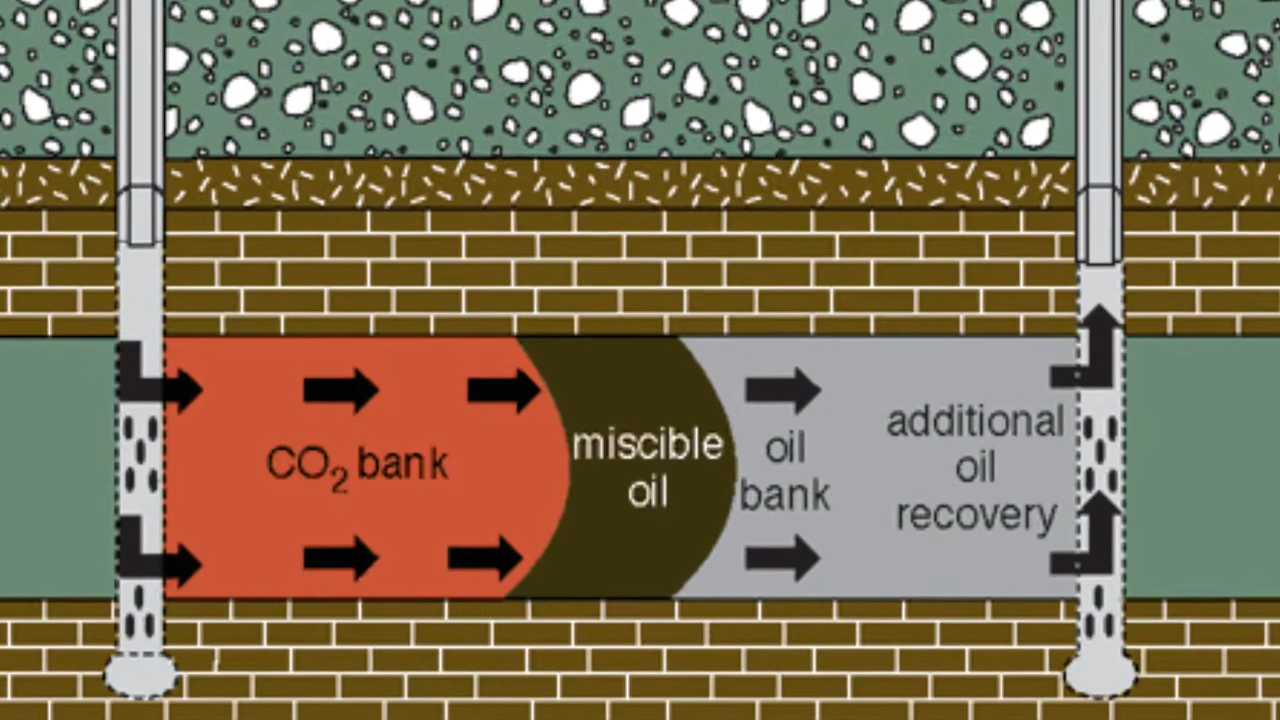 CO₂ bank
miscible
oil
oil
bank
additional
oil
recovery